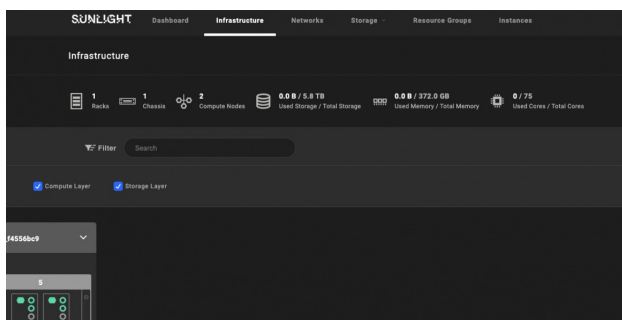 SUNLIGHT Dashboard Infrastructure Networks Storage Resource Groups Instances
Infrastructure
1 Racks 1 Chassis 2 Compute Nodes 0.0 B / 5.8 TB Used Storage / Total Storage 0.0 B / 372.0 GB Used Memory / Total Memory 0 / 75 Used Cores / Total Cores
Filter Search
Compute Layer Storage Layer
f4556bc9
5